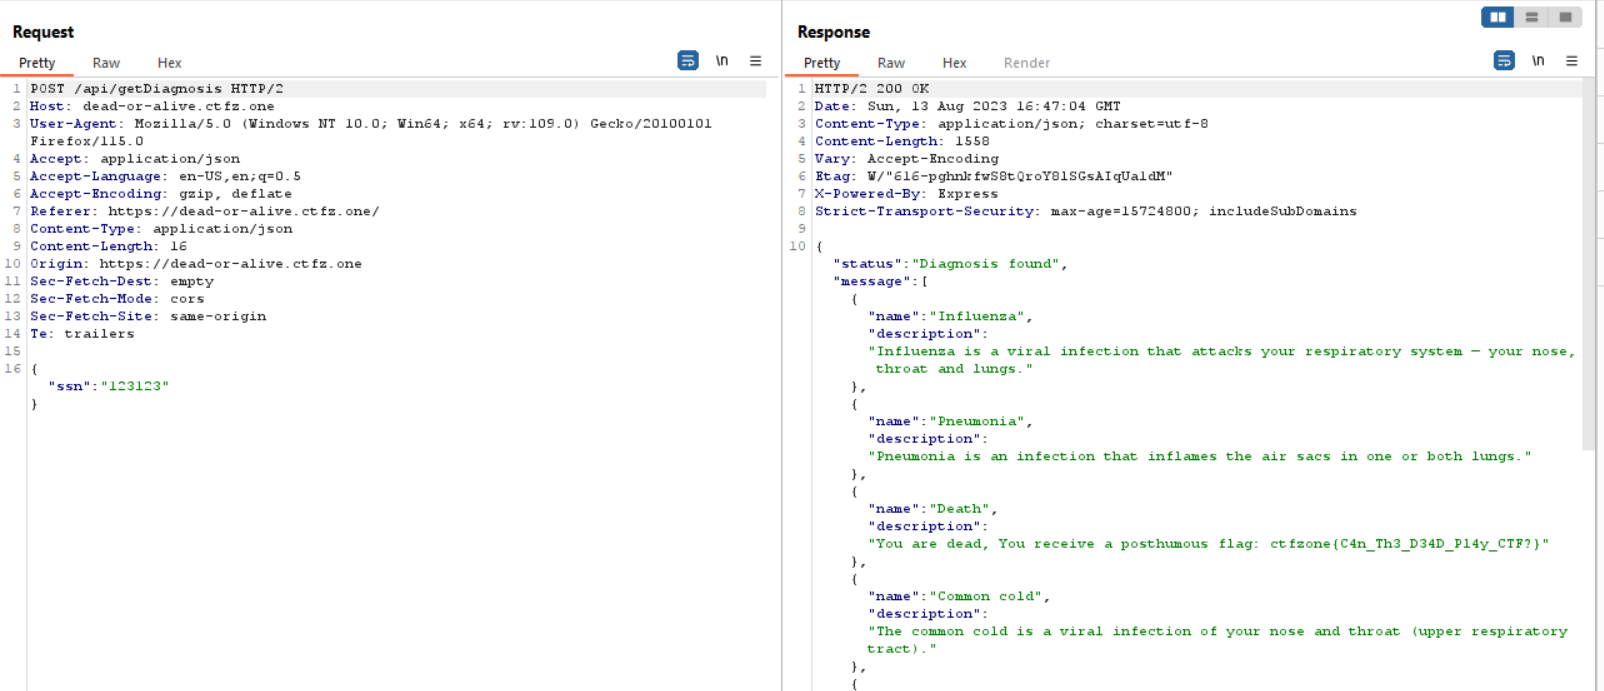 Request
Pretty Raw Hex \n
1 POST /api/getDiagnosis HTTP/2
2 Host: dead-or-alive.ctfz.one
3 User-Agent: Mozilla/5.0 (Windows NT 10.0; Win64; x64; rv:109.0) Gecko/20100101
Firefox/115.0
4 Accept: application/json
5 Accept-Language: en-US,en;q=0.5
6 Accept-Encoding: gzip, deflate
7 Referer: https://dead-or-alive.ctfz.one/
8 Content-Type: application/json
9 Content-Length: 16
10 Origin: https://dead-or-alive.ctfz.one
11 Sec-Fetch-Dest: empty
12 Sec-Fetch-Mode: cors
13 Sec-Fetch-Site: same-origin
14 Te: trailers
15
16 {
"ssn":"123123"
}
Response
Pretty Raw Hex Render \n
1 HTTP/2 200 OK
2 Date: Sun, 13 Aug 2023 16:47:04 GMT
3 Content-Type: application/json; charset=utf-8
4 Content-Length: 1558
5 Vary: Accept-Encoding
6 Etag: W/"616-pghnkfwS8tQroY8lSGsAIqUa1dM"
7 X-Powered-By: Express
8 Strict-Transport-Security: max-age=15724800; includeSubDomains
9
10 {
"status":"Diagnosis found",
"message":[
{
"name":"Influenza",
"description":
"Influenza is a viral infection that attacks your respiratory system — your nose,
throat and lungs."
},
{
"name":"Pneumonia",
"description":
"Pneumonia is an infection that inflames the air sacs in one or both lungs."
},
{
"name":"Death",
"description":
"You are dead, You receive a posthumous flag: ctfzone{C4n_Th3_D34D_Pl4y_CTF?}"
},
{
"name":"Common cold",
"description":
"The common cold is a viral infection of your nose and throat (upper respiratory
tract)."
},
{